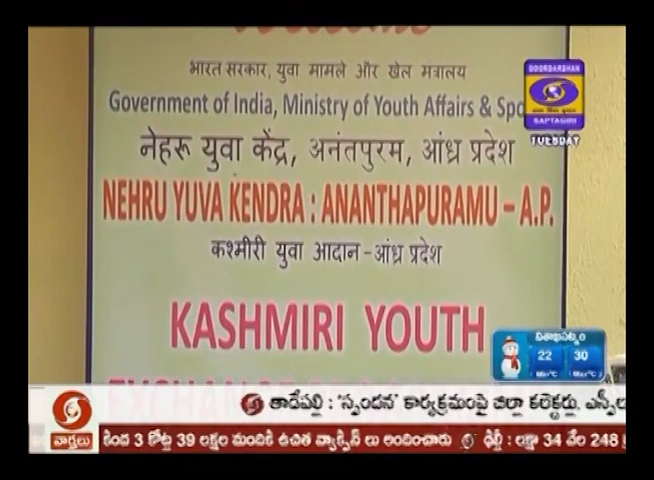 भारत सरकार, युवा मामले और खेल मंत्रालय
Government of India, Ministry of Youth Affairs & Spo
नेहरू युवा केंद्र, अनंतपुरम, आंध्र प्रदेश
NEHRU YUVA KENDRA : ANANTHAPURAMU – A.P.
कश्मीरी युवा आदान -आंध्र प्रदेश
KASHMIRI YOUTH
DOORDARSHAN
SAPTAGIRI
TUESDAY
విశాఖపట్నం
22 30
Min°C Max°C
తాదేపల్లి : 'స్పందన' కార్యక్రమంపై జిల్లా కలెక్టర్లు, ఎస్పీల
వార్తలు
కింద 3 కోట్ల 39 లక్షల మందికి ఉచిత వ్యాక్సిన్ లు అందించారు ఢిల్లీ : లక్షా 34 వేల 248